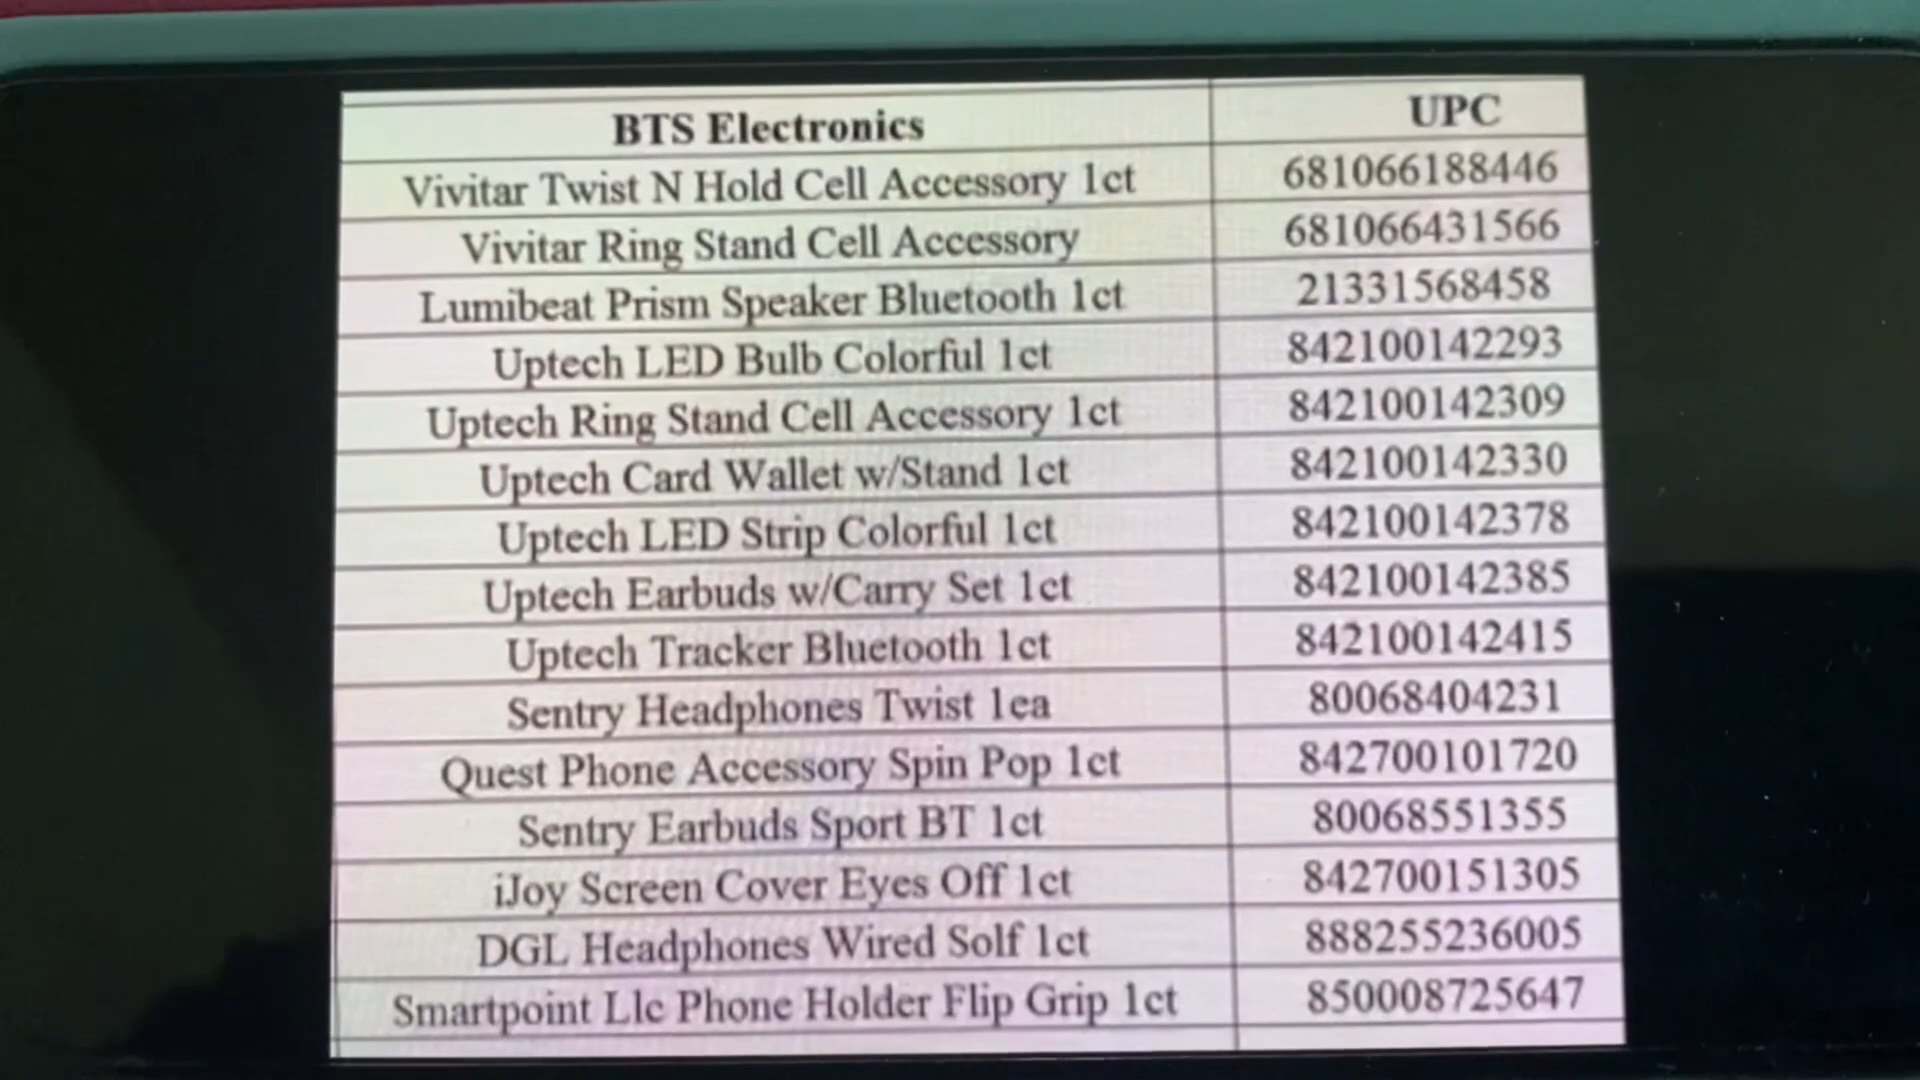 BTS Electronics UPC
Vivitar Twist N Hold Cell Accessory 1ct 681066188446
Vivitar Ring Stand Cell Accessory 681066431566
Lumibeat Prism Speaker Bluetooth 1ct 21331568458
Uptech LED Bulb Colorful 1ct 842100142293
Uptech Ring Stand Cell Accessory 1ct 842100142309
Uptech Card Wallet w/Stand 1ct 842100142330
Uptech LED Strip Colorful 1ct 842100142378
Uptech Earbuds w/Carry Set 1ct 842100142385
Uptech Tracker Bluetooth 1ct 842100142415
Sentry Headphones Twist 1ea 80068404231
Quest Phone Accessory Spin Pop 1ct 842700101720
Sentry Earbuds Sport BT 1ct 80068551355
iJoy Screen Cover Eyes Off 1ct 842700151305
DGL Headphones Wired Solf 1ct 888255236005
Smartpoint Llc Phone Holder Flip Grip 1ct 850008725647